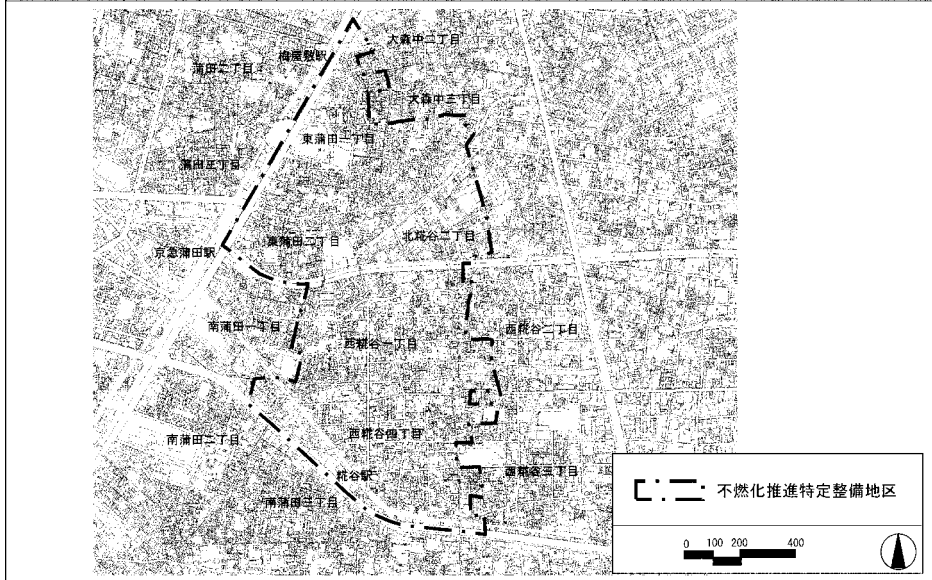 大森中二丁目
梅屋敷駅
蒲田二丁目
大森中三丁目
東蒲田一丁目
蒲田三丁目
東蒲田二丁目
北糀谷二丁目
京急蒲田駅
南蒲田一丁目
西糀谷二丁目
西糀谷一丁目
南蒲田二丁目
西糀谷四丁目
糀谷駅
西糀谷三丁目
南蒲田三丁目
不燃化推進特定整備地区
0 100 200 400